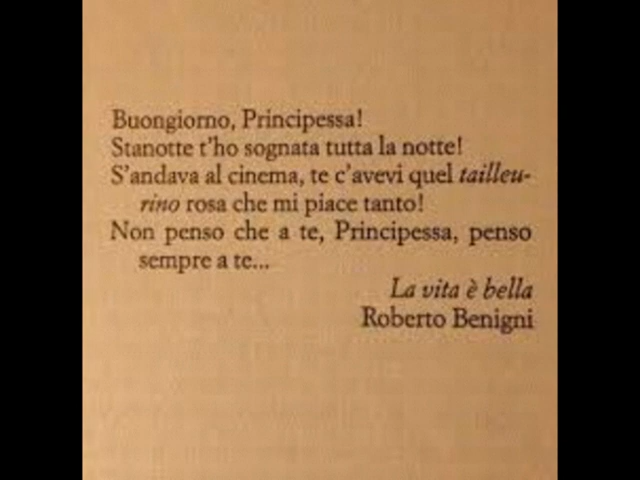 Buongiorno, Principessa!
Stanotte t'ho sognata tutta la notte!
S'andava al cinema, te c'avevi quel tailleu-
rino rosa che mi piace tanto!
Non penso che a te, Principessa, penso
sempre a te...
La vita è bella
Roberto Benigni